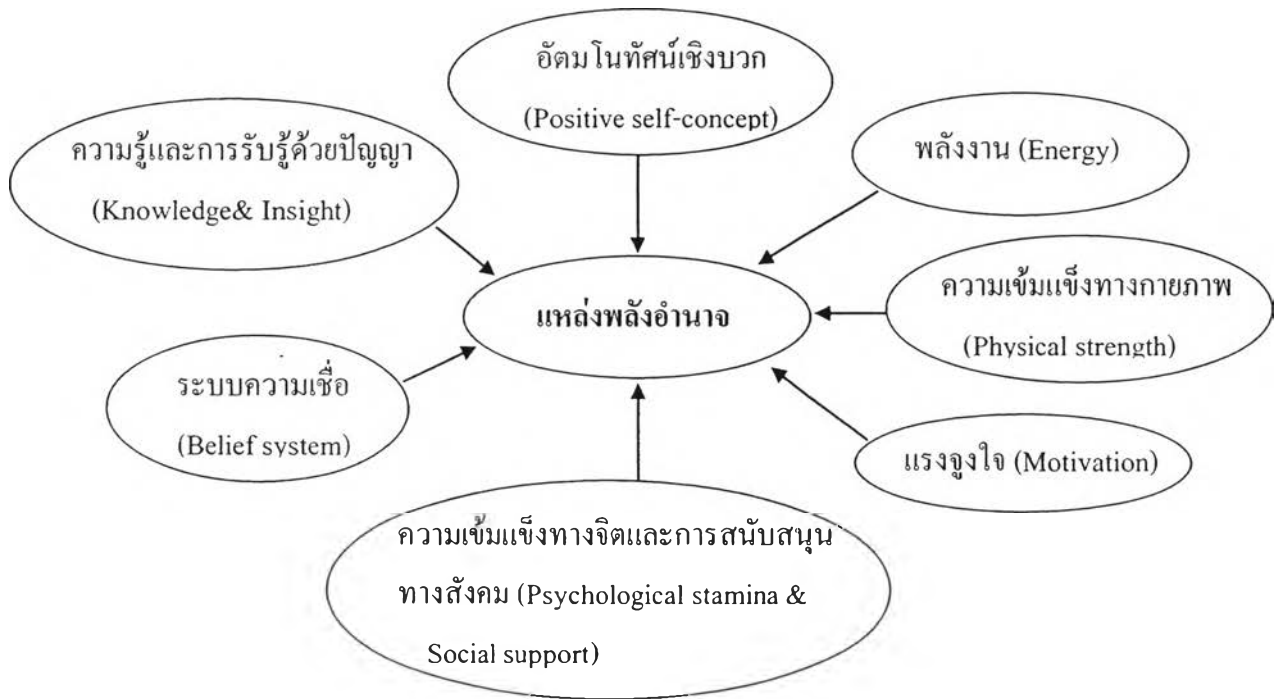 อัตมโนทัศน์เชิงบวก
(Positive self-concept)
ความรู้และการรับรู้ด้วยปัญญา
(Knowledge& Insight)
พลังงาน (Energy)
ความเข้มแข็งทางกายภาพ
(Physical strength)
แหล่งพลังอำนาจ
ระบบความเชื่อ
(Belief system)
แรงจูงใจ (Motivation)
ความเข้มแข็งทางจิตและการสนับสนุน
ทางสังคม (Psychological stamina &
Social support)